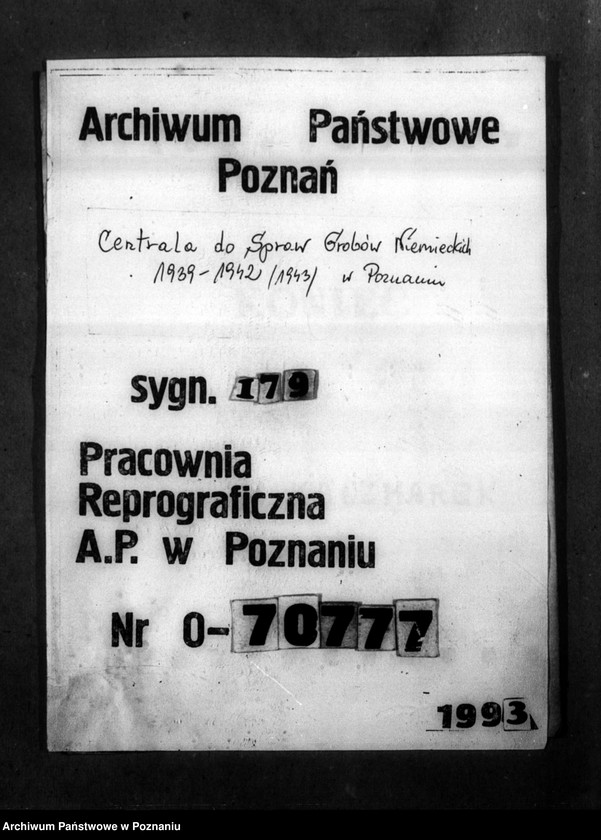 Archiwum Państwowe
Poznań
Centrala do Spraw Grobów Niemieckich
1939-1942 /1943/ w Poznaniu
sygn. 179
Pracownia
Reprograficzna
A.P. w Poznaniu
Nr 0-70777
1993
Archiwum Państwowe w Poznaniu